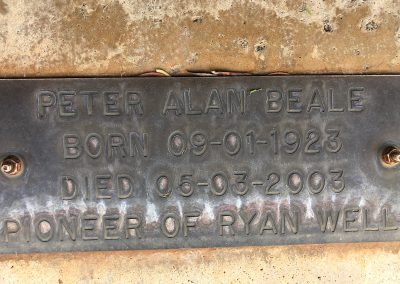 PETER ALAN BEALE
BORN 09-01-1923
DIED 05-03-2003
PIONEER OF RYAN WELL